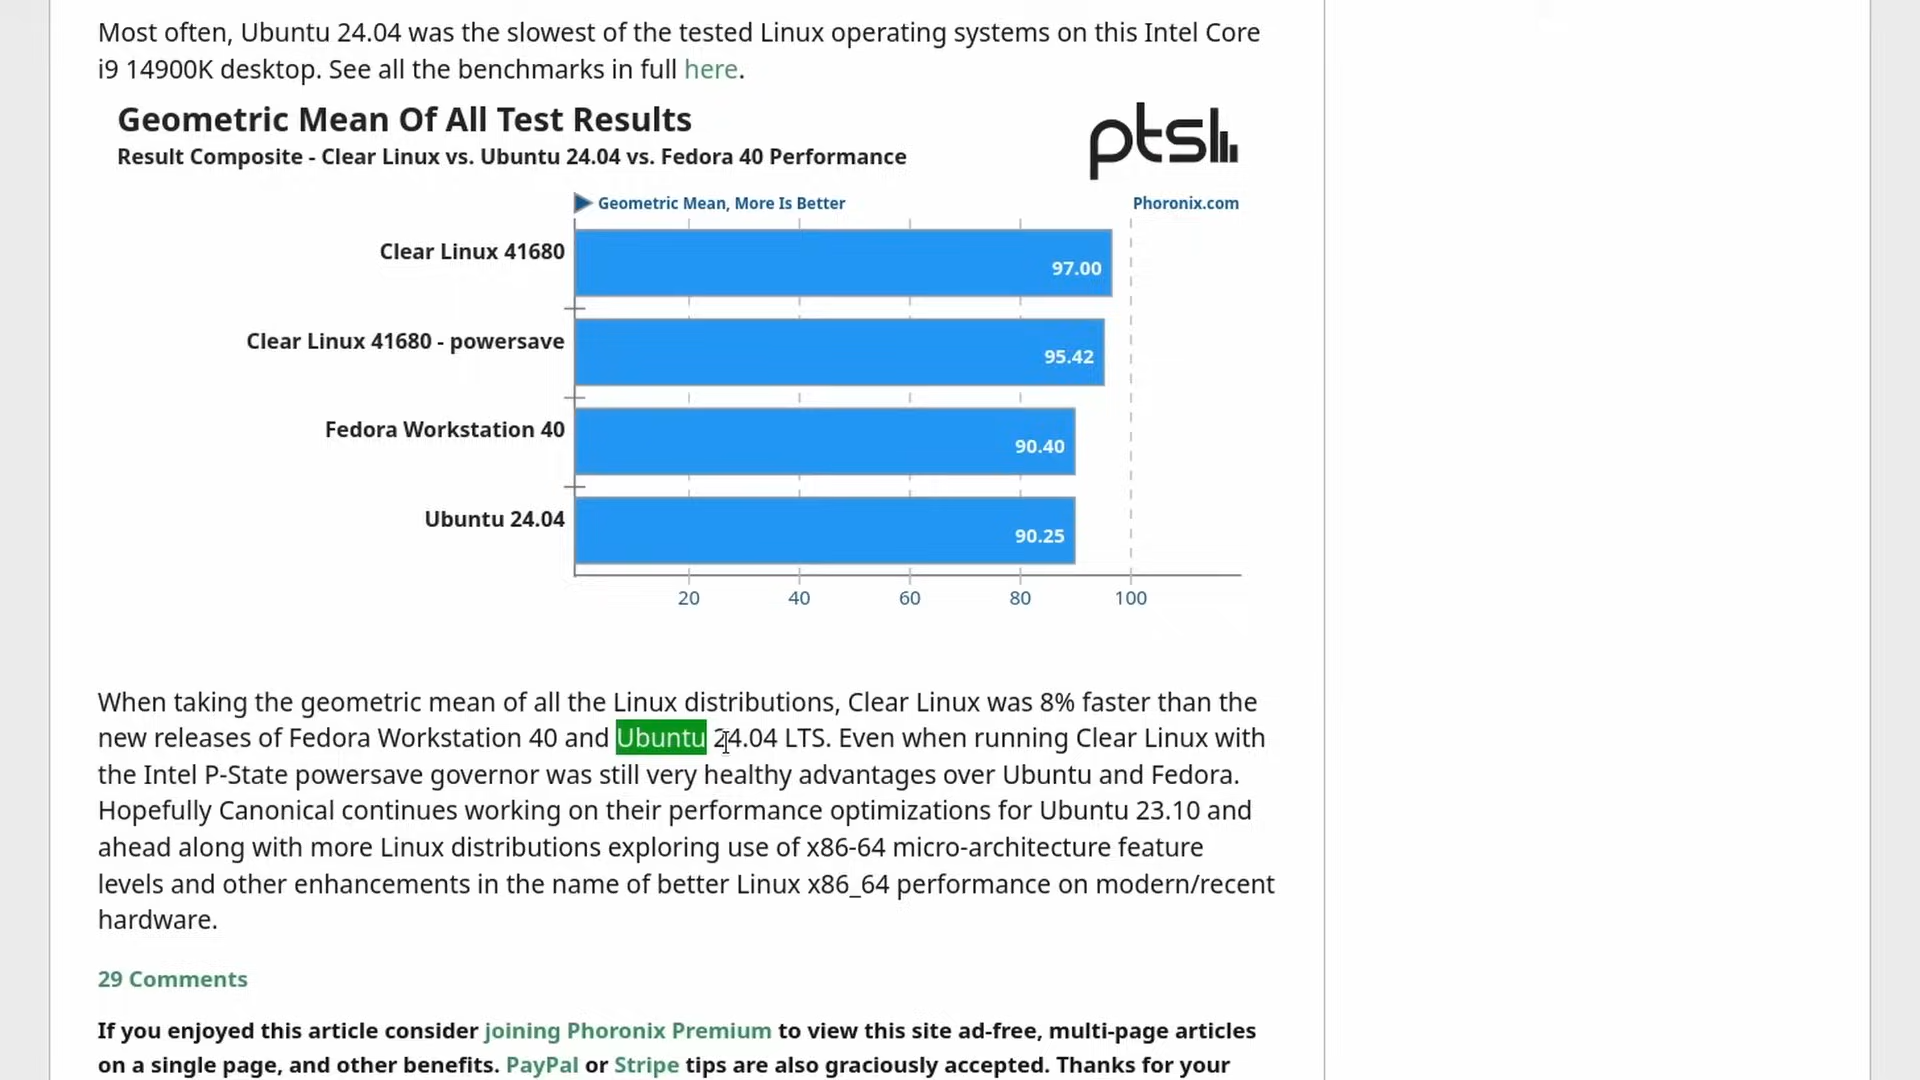 Most often, Ubuntu 24.04 was the slowest of the tested Linux operating systems on this Intel Core
i9 14900K desktop. See all the benchmarks in full here.
Geometric Mean Of All Test Results
Result Composite - Clear Linux vs. Ubuntu 24.04 vs. Fedora 40 Performance
pts
Geometric Mean, More Is Better
Phoronix.com
Clear Linux 41680
97.00
Clear Linux 41680 - powersave
95.42
Fedora Workstation 40
90.40
Ubuntu 24.04
90.25
20 40 60 80 100
When taking the geometric mean of all the Linux distributions, Clear Linux was 8% faster than the
new releases of Fedora Workstation 40 and Ubuntu 24.04 LTS. Even when running Clear Linux with
the Intel P-State powersave governor was still very healthy advantages over Ubuntu and Fedora.
Hopefully Canonical continues working on their performance optimizations for Ubuntu 23.10 and
ahead along with more Linux distributions exploring use of x86-64 micro-architecture feature
levels and other enhancements in the name of better Linux x86_64 performance on modern/recent
hardware.
29 Comments
If you enjoyed this article consider joining Phoronix Premium to view this site ad-free, multi-page articles
on a single page, and other benefits. PayPal or Stripe tips are also graciously accepted. Thanks for your